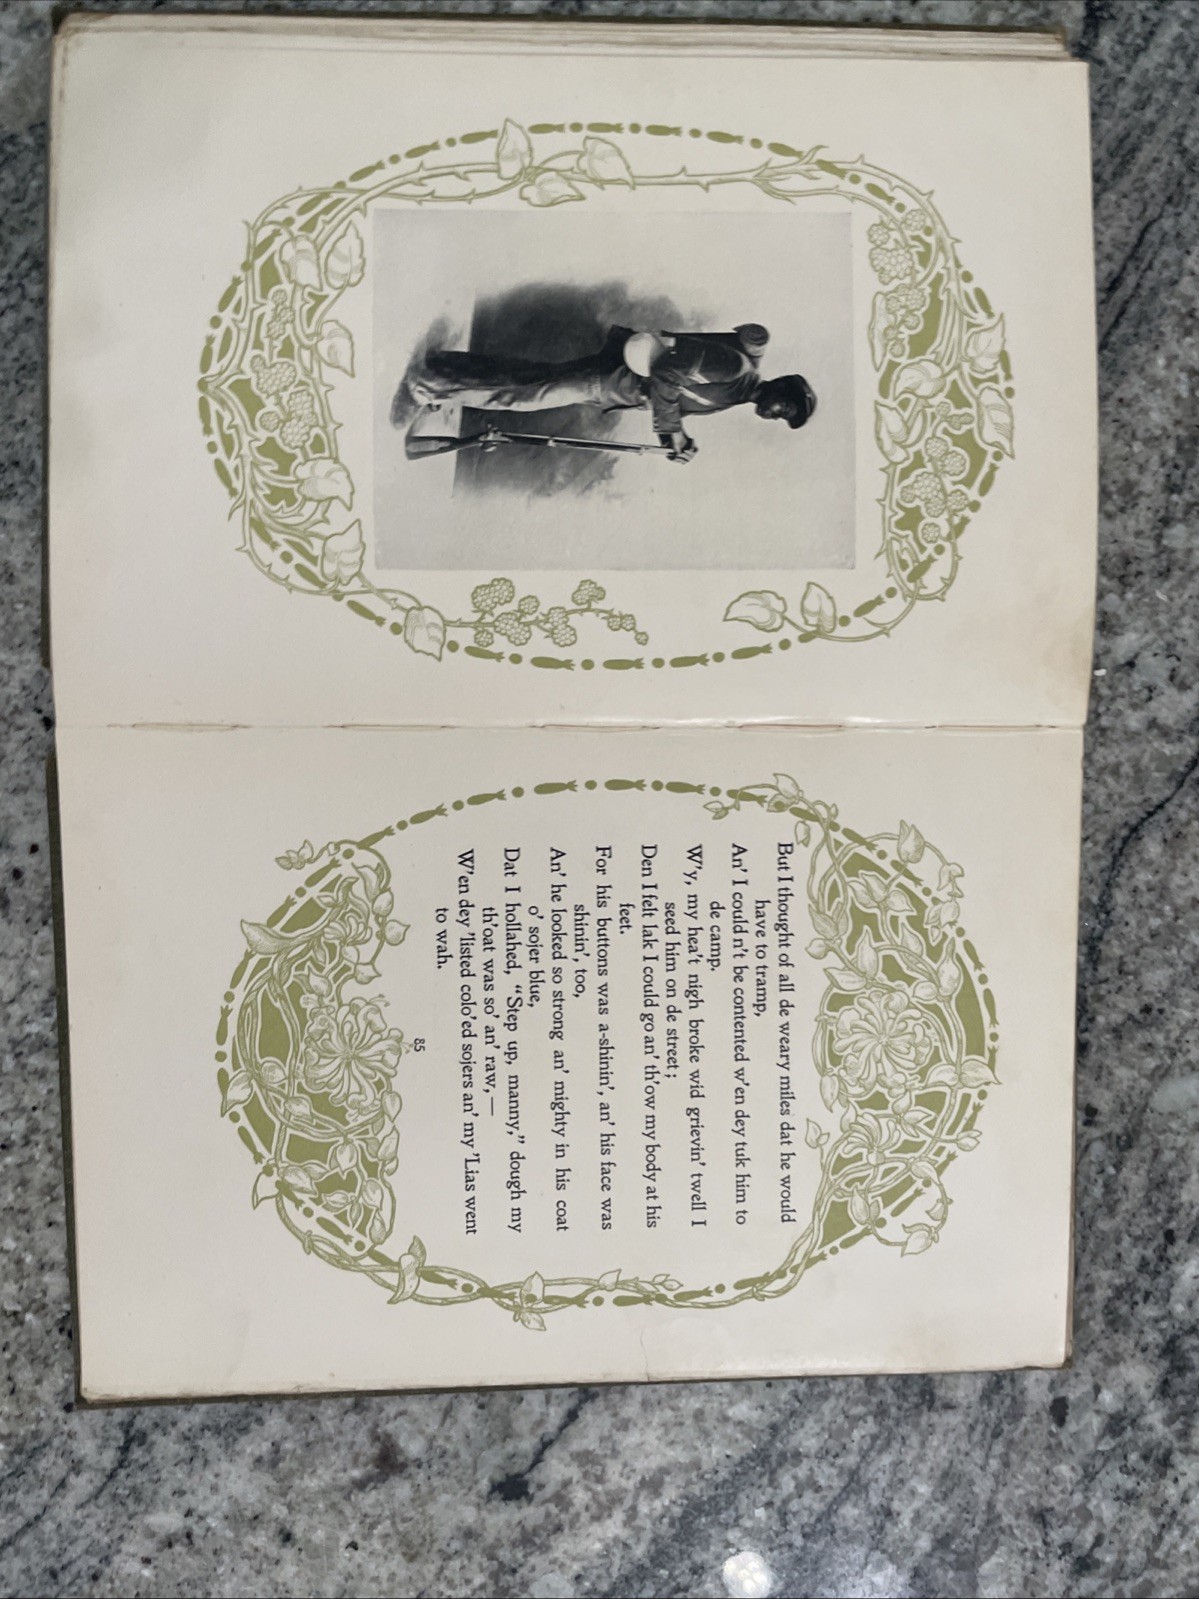 But I thought of all de weary miles dat he would
have to tramp,
An' I could n't be contented w'en dey tuk him to
de camp.
W'y, my hea't nigh broke wid grievin' twell I
seed him on de street;
Den I felt lak I could go an' th'ow my body at his
feet.
For his buttons was a-shinin', an' his face was
shinin', too,
An' he looked so strong an' mighty in his coat
o' sojer blue,
Dat I hollahed, "Step up, manny," dough my
th'oat was so' an' raw,—
W'en dey 'listed colo'ed sojers an' my 'Lias went
to wah.
85